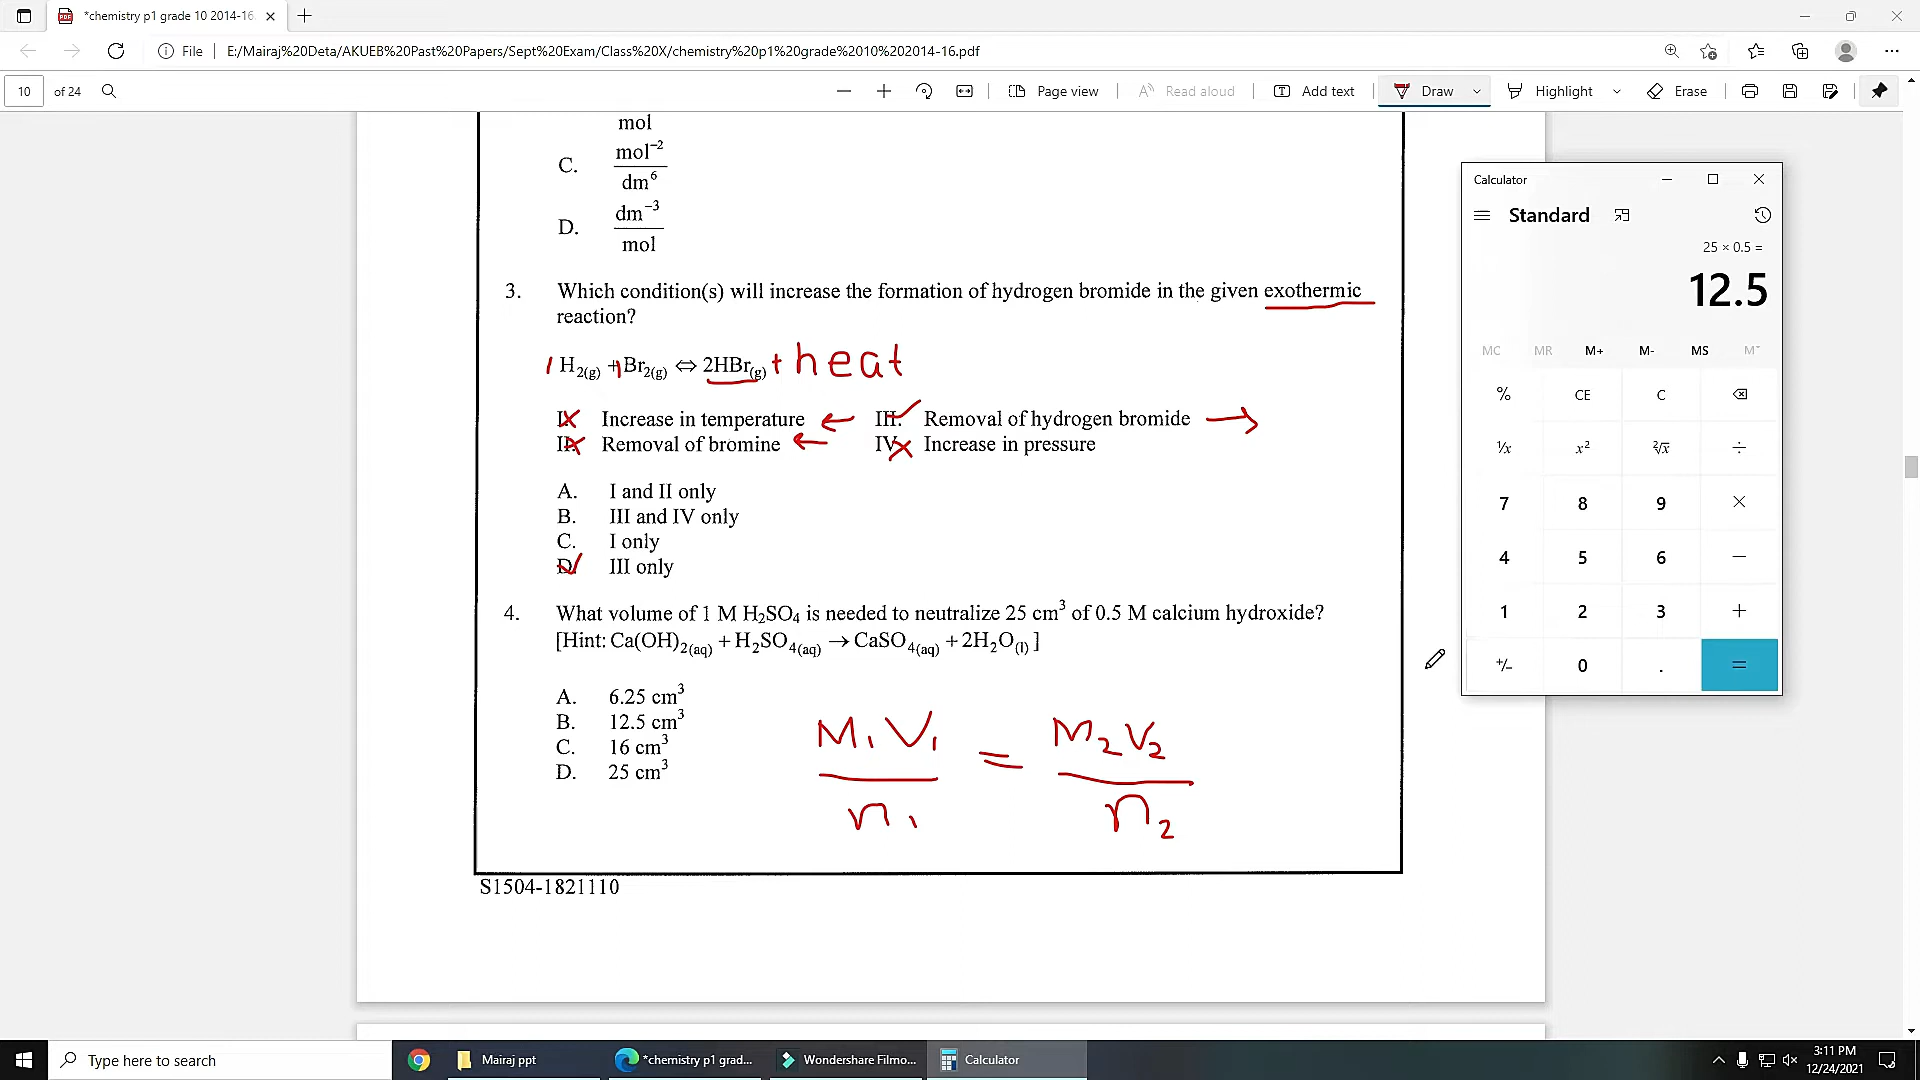 *chemistry p1 grade 10 2014-16.
File E:/Mairaj%20Deta/AKUEB%20Past%20Papers/Sept%20Exam/Class%20X/chemistry%20p1%20grade%2010%202014-16.pdf
10 of 24 Page view Read aloud Add text Draw Highlight Erase
mol
C. mol⁻²
dm⁶
D. dm⁻³
mol
3. Which condition(s) will increase the formation of hydrogen bromide in the given exothermic
reaction?
1 H₂(g) + 1 Br₂(g) ⇔ 2HBr(g) + heat
I. Increase in temperature ← III. Removal of hydrogen bromide →
II. Removal of bromine ← IV. Increase in pressure
A. I and II only
B. III and IV only
C. I only
D. III only
4. What volume of 1 M H₂SO₄ is needed to neutralize 25 cm³ of 0.5 M calcium hydroxide?
[Hint: Ca(OH)₂(aq) + H₂SO₄(aq) → CaSO₄(aq) + 2H₂O(l) ]
A. 6.25 cm³
B. 12.5 cm³
C. 16 cm³
D. 25 cm³
M₁V₁ = M₂V₂
n₁ n₂
S1504-1821110
Calculator
Standard
25 × 0.5 =
12.5
MC MR M+ M- MS M˅
% CE C
¹/x x² ²√x ÷
7 8 9 ×
4 5 6 −
1 2 3 +
+/− 0 . =
Type here to search
Mairaj ppt
*chemistry p1 grad...
Wondershare Filmo...
Calculator
3:11 PM
12/24/2021